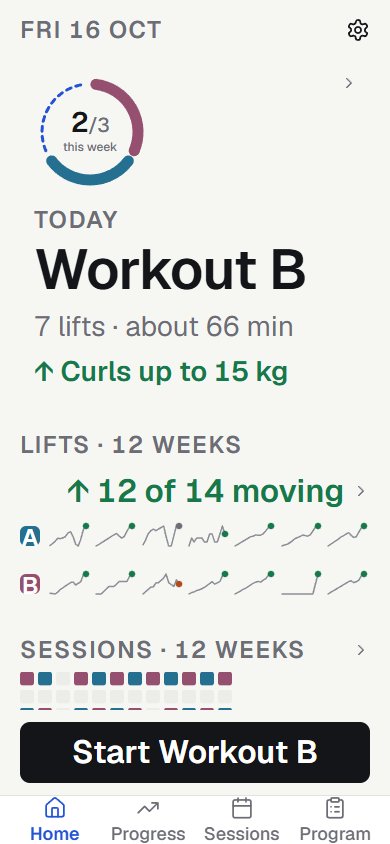 FRI 16 OCT
2/3
this week
TODAY
Workout B
7 lifts · about 66 min
↑ Curls up to 15 kg
LIFTS · 12 WEEKS
↑ 12 of 14 moving
A
B
SESSIONS · 12 WEEKS
Start Workout B
Home Progress Sessions Program